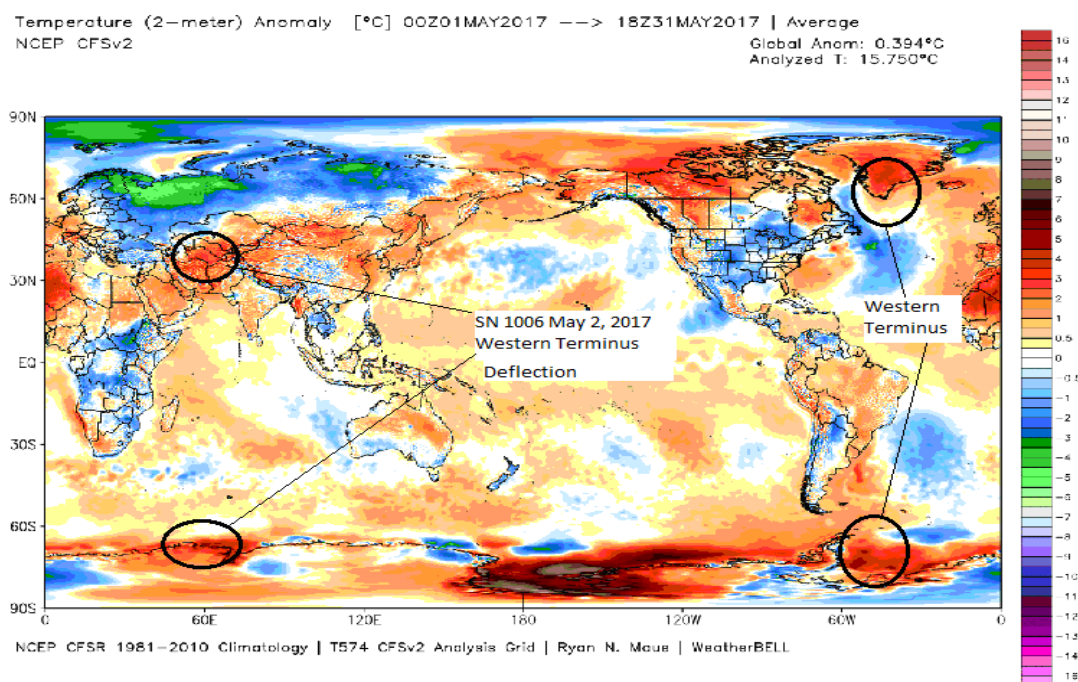 Temperature (2-meter) Anomaly [°C] 00Z01MAY2017 --> 18Z31MAY2017 | Average
NCEP CFSv2
Global Anom: 0.394°C
Analyzed T: 15.750°C
90N
60N
30N
EQ
30S
60S
90S
0
60E
120E
180
120W
60W
0
SN 1006 May 2, 2017
Western Terminus
Deflection
Western
Terminus
16
14
12
10
9
8
7
6
5
4
3
2
1
0.5
0
-0.5
-1
-2
-3
-4
-5
-6
-7
-8
-9
-10
-11
-12
-13
-14
-16
NCEP CFSR 1981-2010 Climatology | T574 CFSv2 Analysis Grid | Ryan N. Maue | WeatherBELL